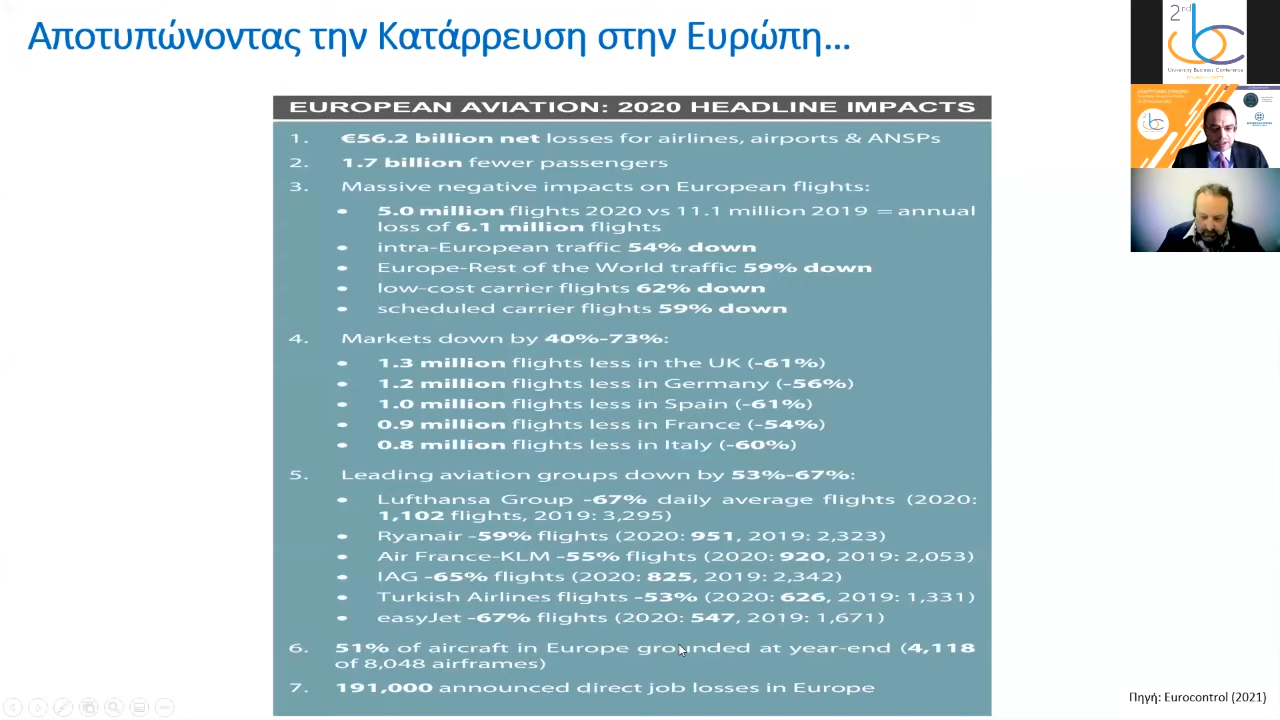 Αποτυπώνοντας την Κατάρρευση στην Ευρώπη...
EUROPEAN AVIATION: 2020 HEADLINE IMPACTS
1. €56.2 billion net losses for airlines, airports & ANSPs
2. 1.7 billion fewer passengers
3. Massive negative impacts on European flights:
• 5.0 million flights 2020 vs 11.1 million 2019 = annual
loss of 6.1 million flights
• intra-European traffic 54% down
• Europe-Rest of the World traffic 59% down
• low-cost carrier flights 62% down
• scheduled carrier flights 59% down
4. Markets down by 40%-73%:
• 1.3 million flights less in the UK (-61%)
• 1.2 million flights less in Germany (-56%)
• 1.0 million flights less in Spain (-61%)
• 0.9 million flights less in France (-54%)
• 0.8 million flights less in Italy (-60%)
5. Leading aviation groups down by 53%-67%:
• Lufthansa Group -67% daily average flights (2020:
1,102 flights, 2019: 3,295)
• Ryanair -59% flights (2020: 951, 2019: 2,323)
• Air France-KLM -55% flights (2020: 920, 2019: 2,053)
• IAG -65% flights (2020: 825, 2019: 2,342)
• Turkish Airlines flights -53% (2020: 626, 2019: 1,331)
• easyJet -67% flights (2020: 547, 2019: 1,671)
6. 51% of aircraft in Europe grounded at year-end (4,118
of 8,048 airframes)
7. 191,000 announced direct job losses in Europe
Πηγή: Eurocontrol (2021)
2nd
ubc
University Business Conference